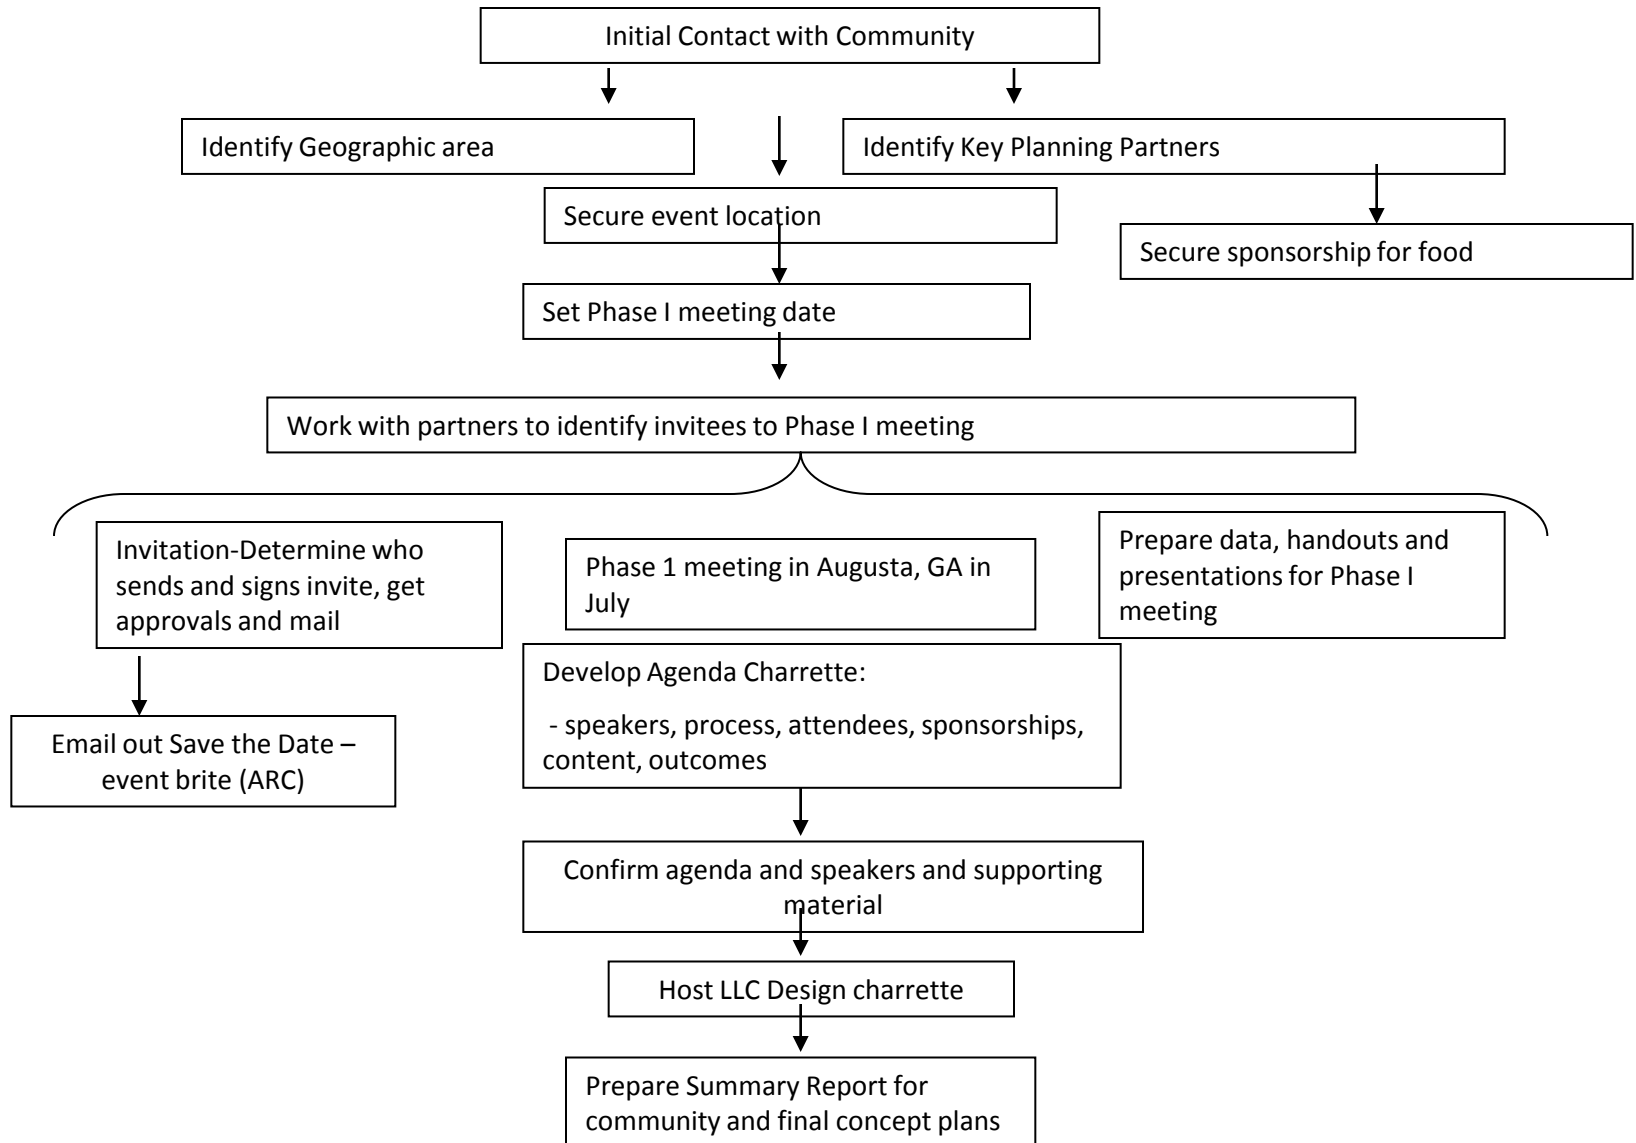 Initial Contact with Community
Identify Geographic area
Identify Key Planning Partners
Secure event location
Secure sponsorship for food
Set Phase I meeting date
Work with partners to identify invitees to Phase I meeting
Invitation-Determine who
sends and signs invite, get
approvals and mail
Phase 1 meeting in Augusta, GA in
July
Prepare data, handouts and
presentations for Phase I
meeting
Develop Agenda Charrette:
- speakers, process, attendees, sponsorships,
content, outcomes
Email out Save the Date –
event brite (ARC)
Confirm agenda and speakers and supporting
material
Host LLC Design charrette
Prepare Summary Report for
community and final concept plans